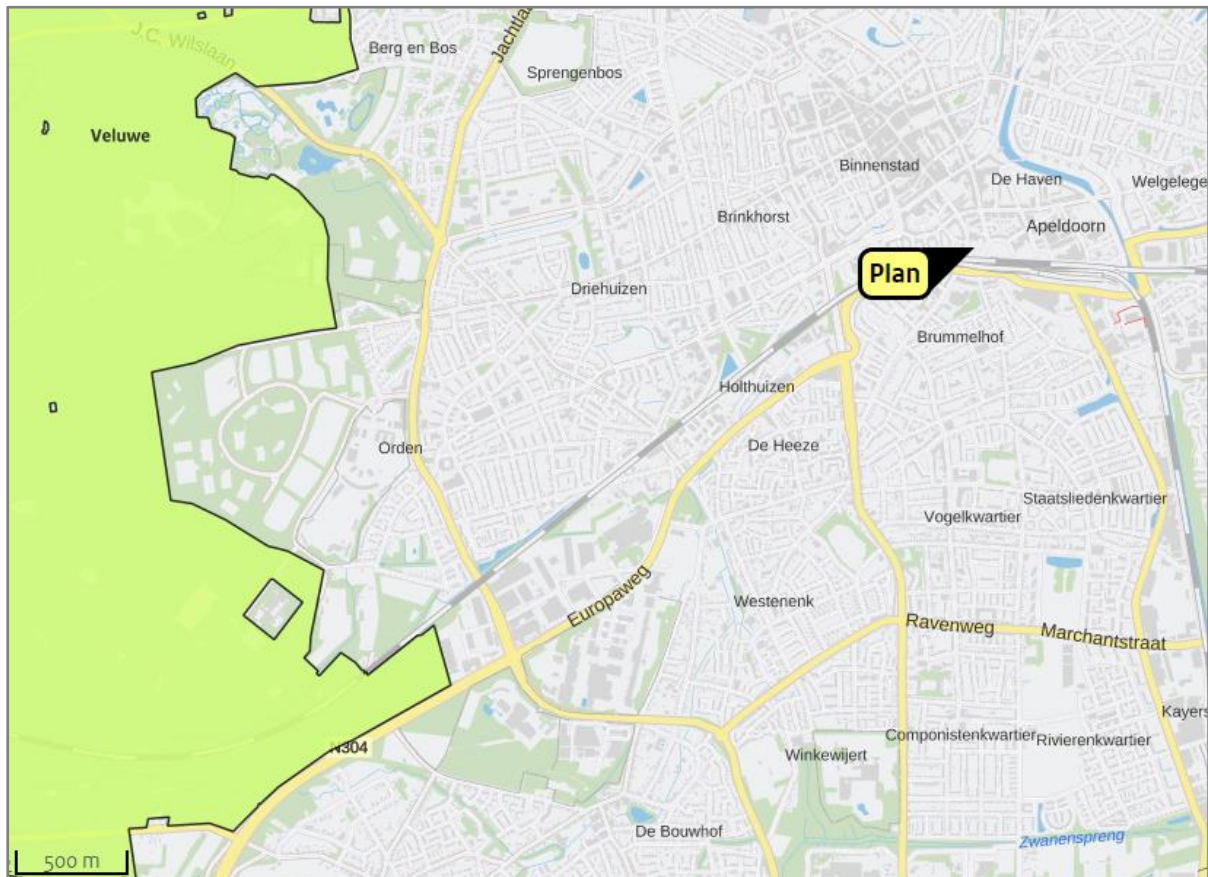 Jachtla
J.C. Wilslaan
Berg en Bos
Sprengenbos
Veluwe
Binnenstad
De Haven
Welgelege
Brinkhorst
Apeldoorn
Plan
Driehuizen
Brummelhof
Holthuizen
Orden
De Heeze
Staatsliedenkwartier
Vogelkwartier
Europaweg
Westenenk
Ravenweg
Marchantstraat
Kayers
N304
Componistenkwartier
Rivierenkwartier
Winkewijert
De Bouwhof
Zwanenspreng
500 m